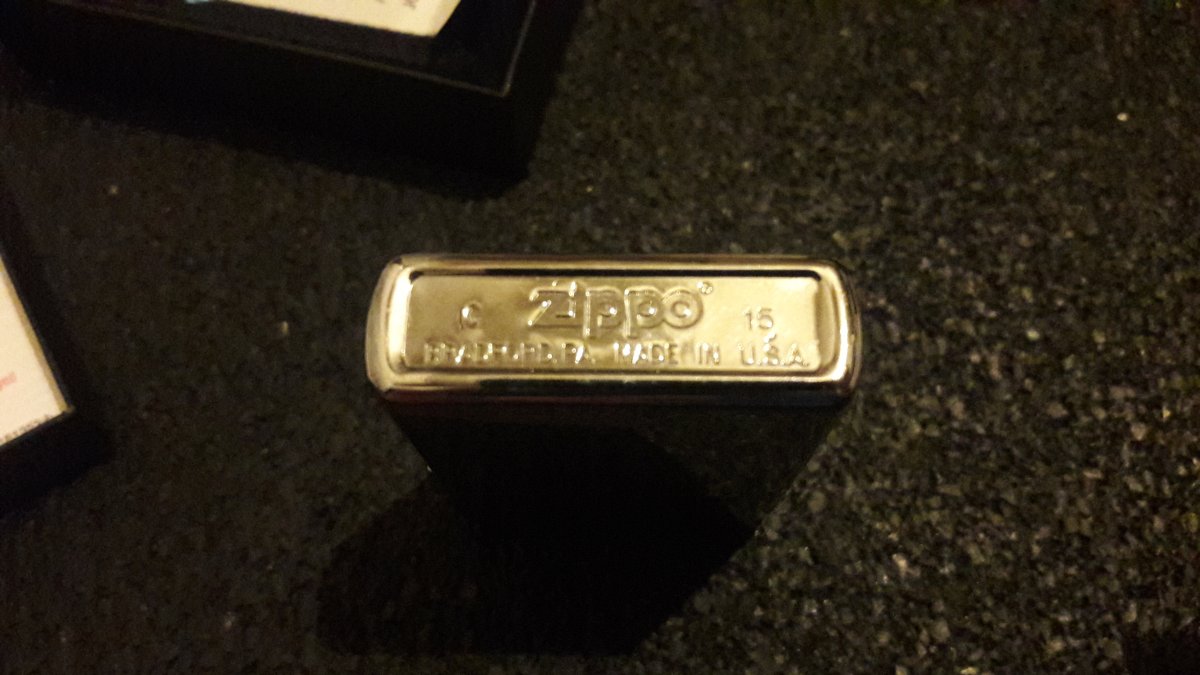 C Zippo® 15
BRADFORD, PA. MADE IN U.S.A.